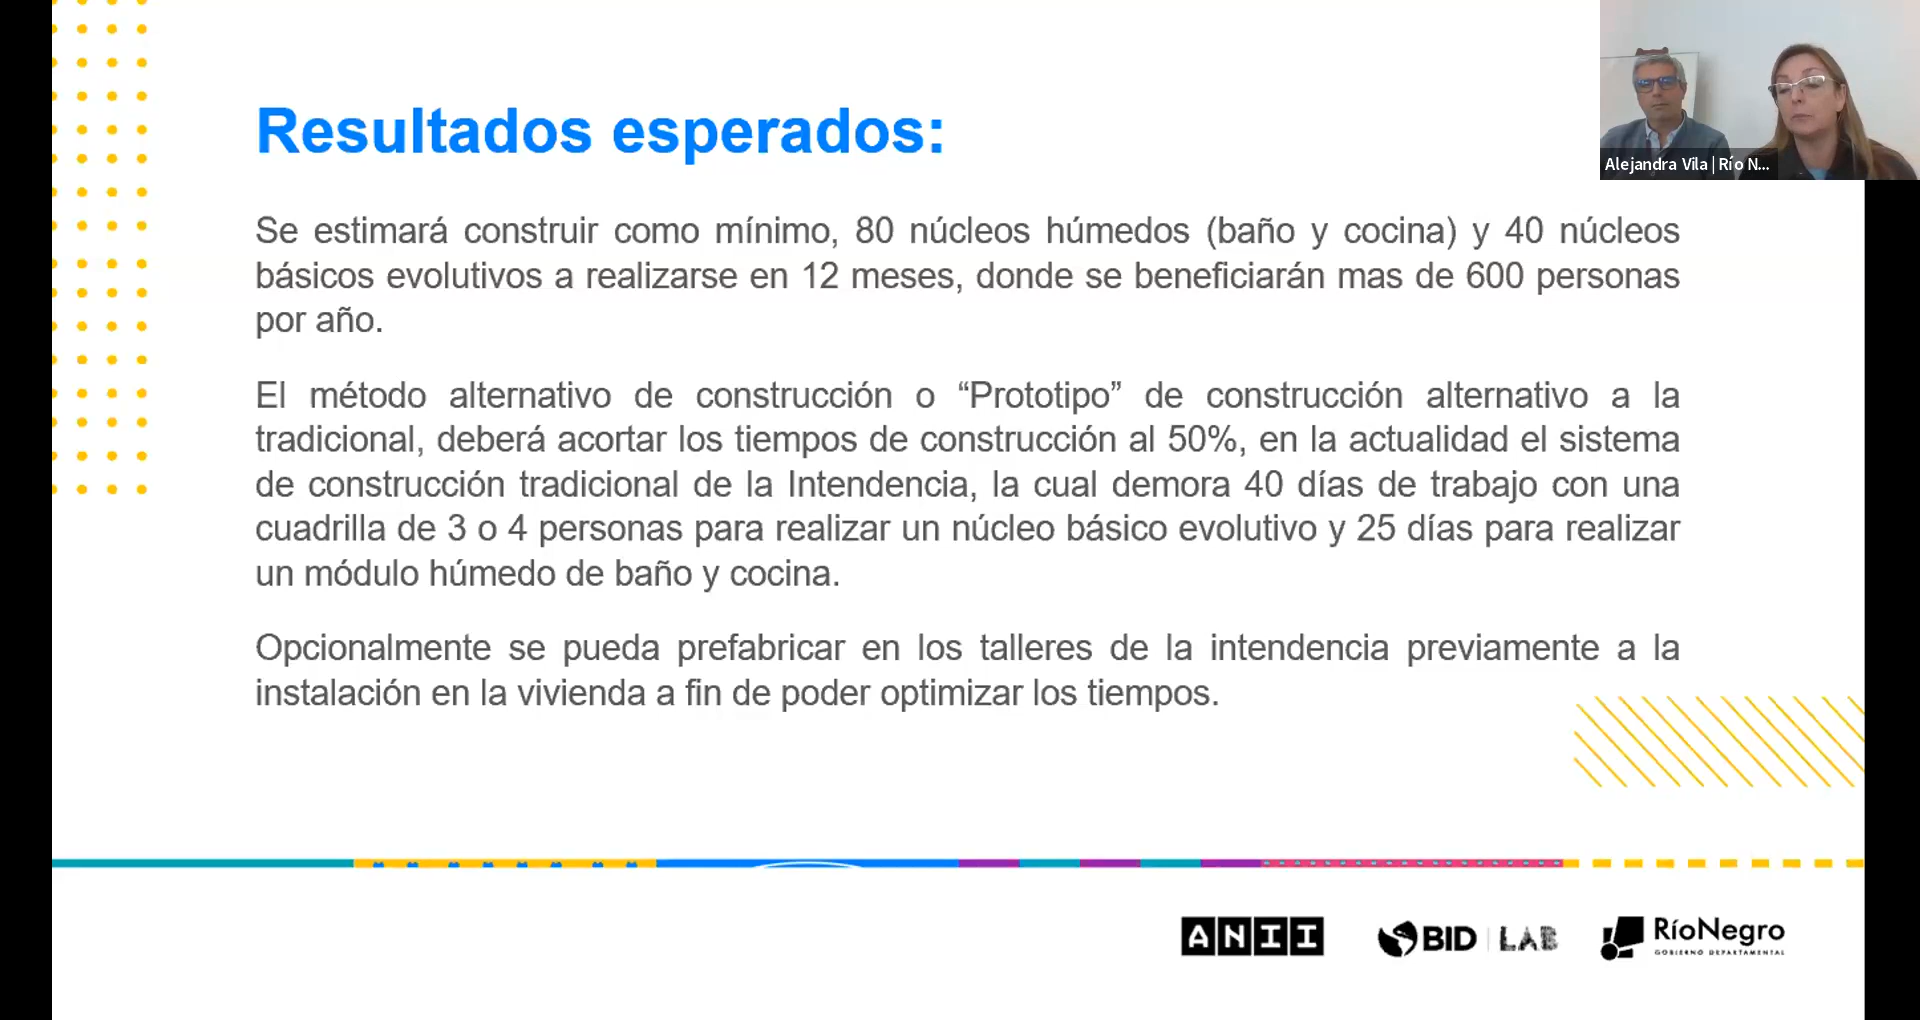 Resultados esperados:
Alejandra Vila | Río N...
Se estimará construir como mínimo, 80 núcleos húmedos (baño y cocina) y 40 núcleos
básicos evolutivos a realizarse en 12 meses, donde se beneficiarán mas de 600 personas
por año.
El método alternativo de construcción o “Prototipo” de construcción alternativo a la
tradicional, deberá acortar los tiempos de construcción al 50%, en la actualidad el sistema
de construcción tradicional de la Intendencia, la cual demora 40 días de trabajo con una
cuadrilla de 3 o 4 personas para realizar un núcleo básico evolutivo y 25 días para realizar
un módulo húmedo de baño y cocina.
Opcionalmente se pueda prefabricar en los talleres de la intendencia previamente a la
instalación en la vivienda a fin de poder optimizar los tiempos.
ANII
BID | LAB
RíoNegro
GOBIERNO DEPARTAMENTAL